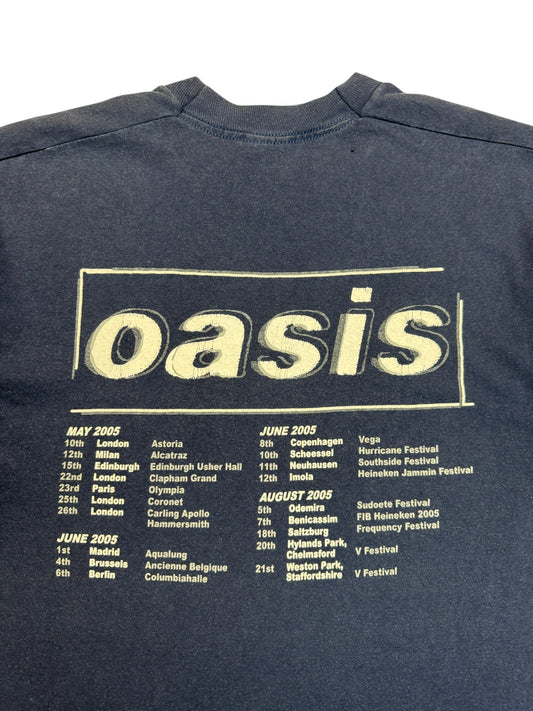 oasis
MAY 2005
10th London Astoria
12th Milan Alcatraz
15th Edinburgh Edinburgh Usher Hall
22nd London Clapham Grand
23rd Paris Olympia
25th London Coronet
26th London Carling Apollo
Hammersmith
JUNE 2005
1st Madrid Aqualung
4th Brussels Ancienne Belgique
6th Berlin Columbiahalle
JUNE 2005
8th Copenhagen Vega
10th Scheessel Hurricane Festival
11th Neuhausen Southside Festival
12th Imola Heineken Jammin Festival
AUGUST 2005
5th Odemira Sudoete Festival
7th Benicassim FIB Heineken 2005
18th Saltzburg Frequency Festival
20th Hylands Park,
Chelmsford V Festival
21st Weston Park,
Staffordshire V Festival